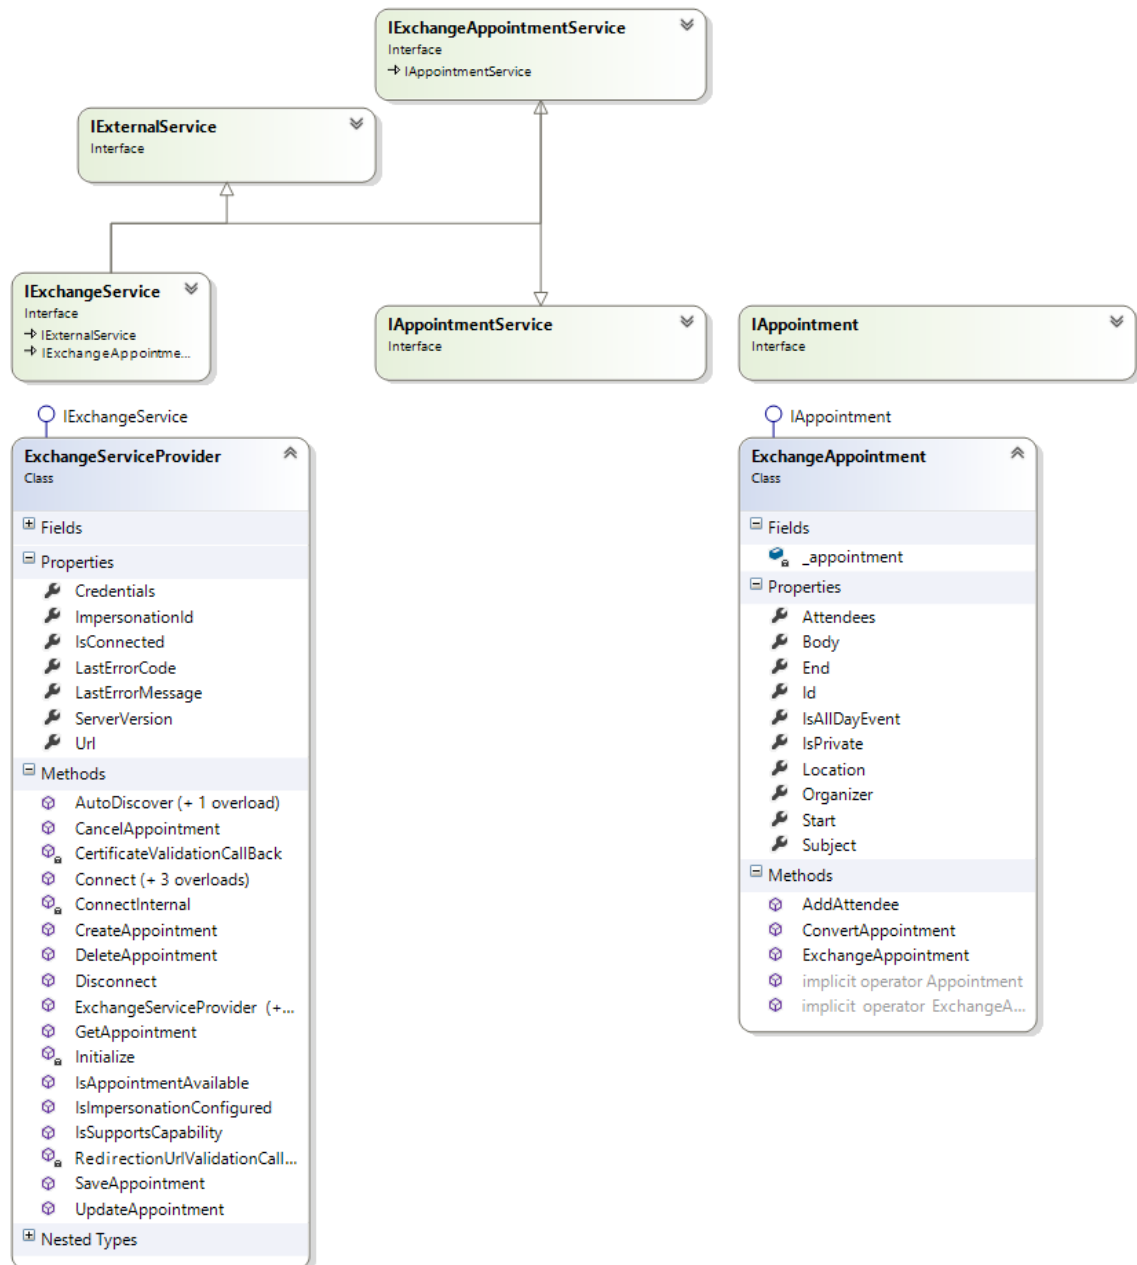 IExchangeAppointmentService
Interface
IAppointmentService
IExternalService
Interface
IExchangeService
Interface
IExternalService
IExchangeAppointme...
IAppointmentService
Interface
IAppointment
Interface
IExchangeService
ExchangeServiceProvider
Class
Fields
Properties
Credentials
ImpersonationId
IsConnected
LastErrorCode
LastErrorMessage
ServerVersion
Url
Methods
AutoDiscover (+ 1 overload)
CancelAppointment
CertificateValidationCallBack
Connect (+ 3 overloads)
ConnectInternal
CreateAppointment
DeleteAppointment
Disconnect
ExchangeServiceProvider (+...
GetAppointment
Initialize
IsAppointmentAvailable
IsImpersonationConfigured
IsSupportsCapability
RedirectionUrlValidationCall...
SaveAppointment
UpdateAppointment
Nested Types
IAppointment
ExchangeAppointment
Class
Fields
_appointment
Properties
Attendees
Body
End
Id
IsAllDayEvent
IsPrivate
Location
Organizer
Start
Subject
Methods
AddAttendee
ConvertAppointment
ExchangeAppointment
implicit operator Appointment
implicit operator ExchangeA...